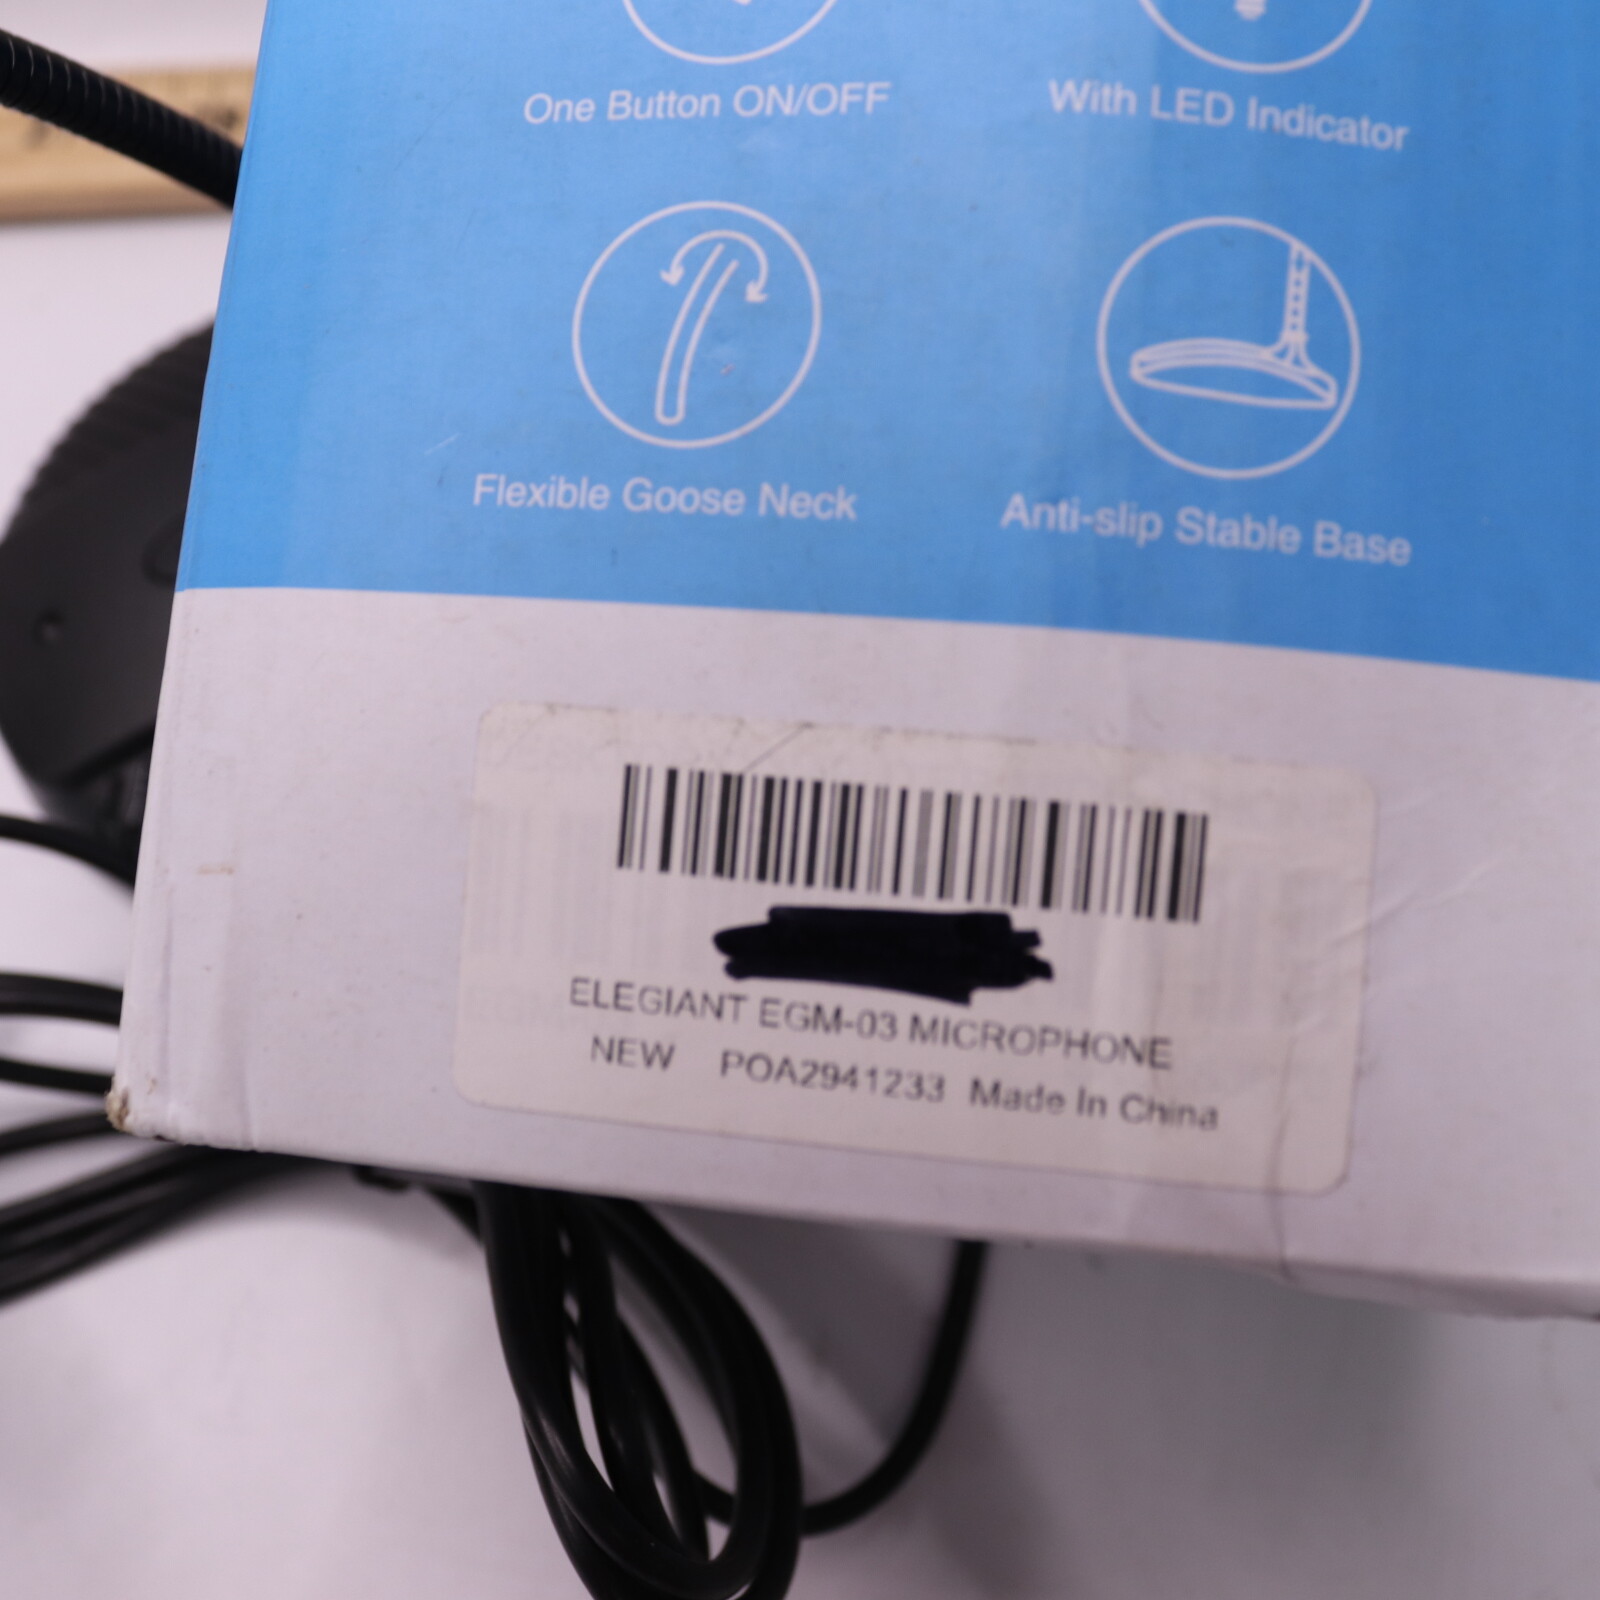 One Button ON/OFF
With LED Indicator
Flexible Goose Neck
Anti-slip Stable Base
ELEGIANT EGM-03 MICROPHONE
NEW POA2941233 Made In China